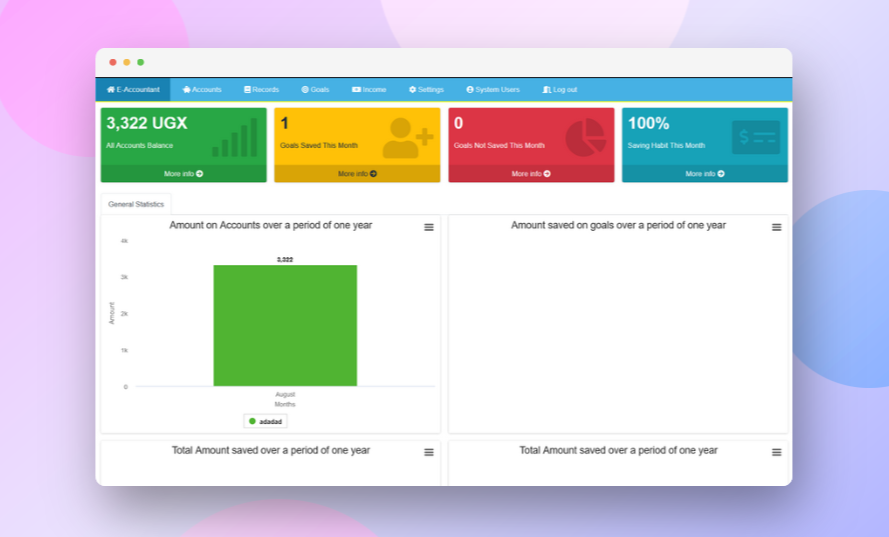 E-Accountant Accounts Records Goals Income Settings System Users Log out
3,322 UGX
All Accounts Balance
More info
1
Goals Saved This Month
More info
0
Goals Not Saved This Month
More info
100%
Saving Habit This Month
More info
General Statistics
Amount on Accounts over a period of one year
4k
3k
2k
1k
0
Amount
3,322
August
Months
adadad
Amount saved on goals over a period of one year
Total Amount saved over a period of one year
Total Amount saved over a period of one year